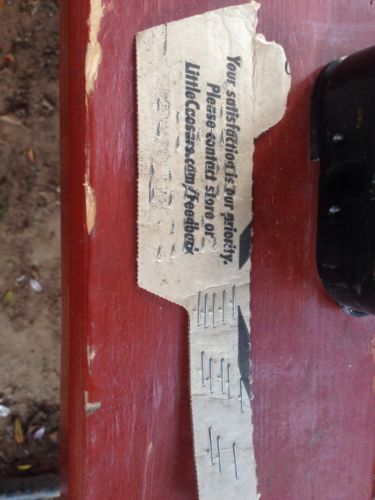 Your satisfaction is our priority.
Please contact store or
LittleCaesars.com/Feedback